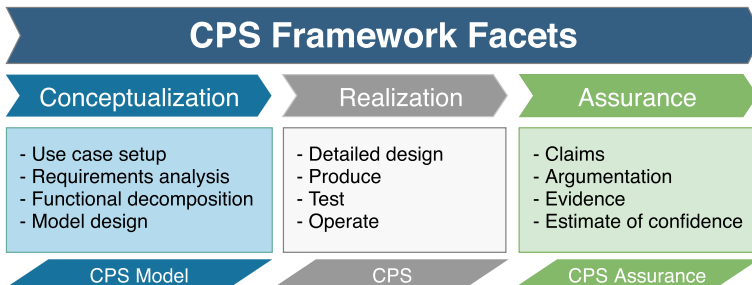 CPS Framework Facets
Conceptualization
Realization
Assurance
- Use case setup
- Requirements analysis
- Functional decomposition
- Model design
- Detailed design
- Produce
- Test
- Operate
- Claims
- Argumentation
- Evidence
- Estimate of confidence
CPS Model
CPS
CPS Assurance